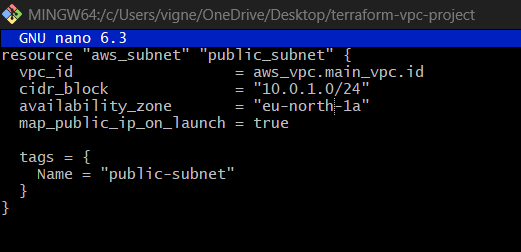 MINGW64:/c/Users/vigne/OneDrive/Desktop/terraform-vpc-project
GNU nano 6.3
resource "aws_subnet" "public_subnet" {
  vpc_id                  = aws_vpc.main_vpc.id
  cidr_block              = "10.0.1.0/24"
  availability_zone       = "eu-north-1a"
  map_public_ip_on_launch = true
  tags = {
    Name = "public-subnet"
  }
}